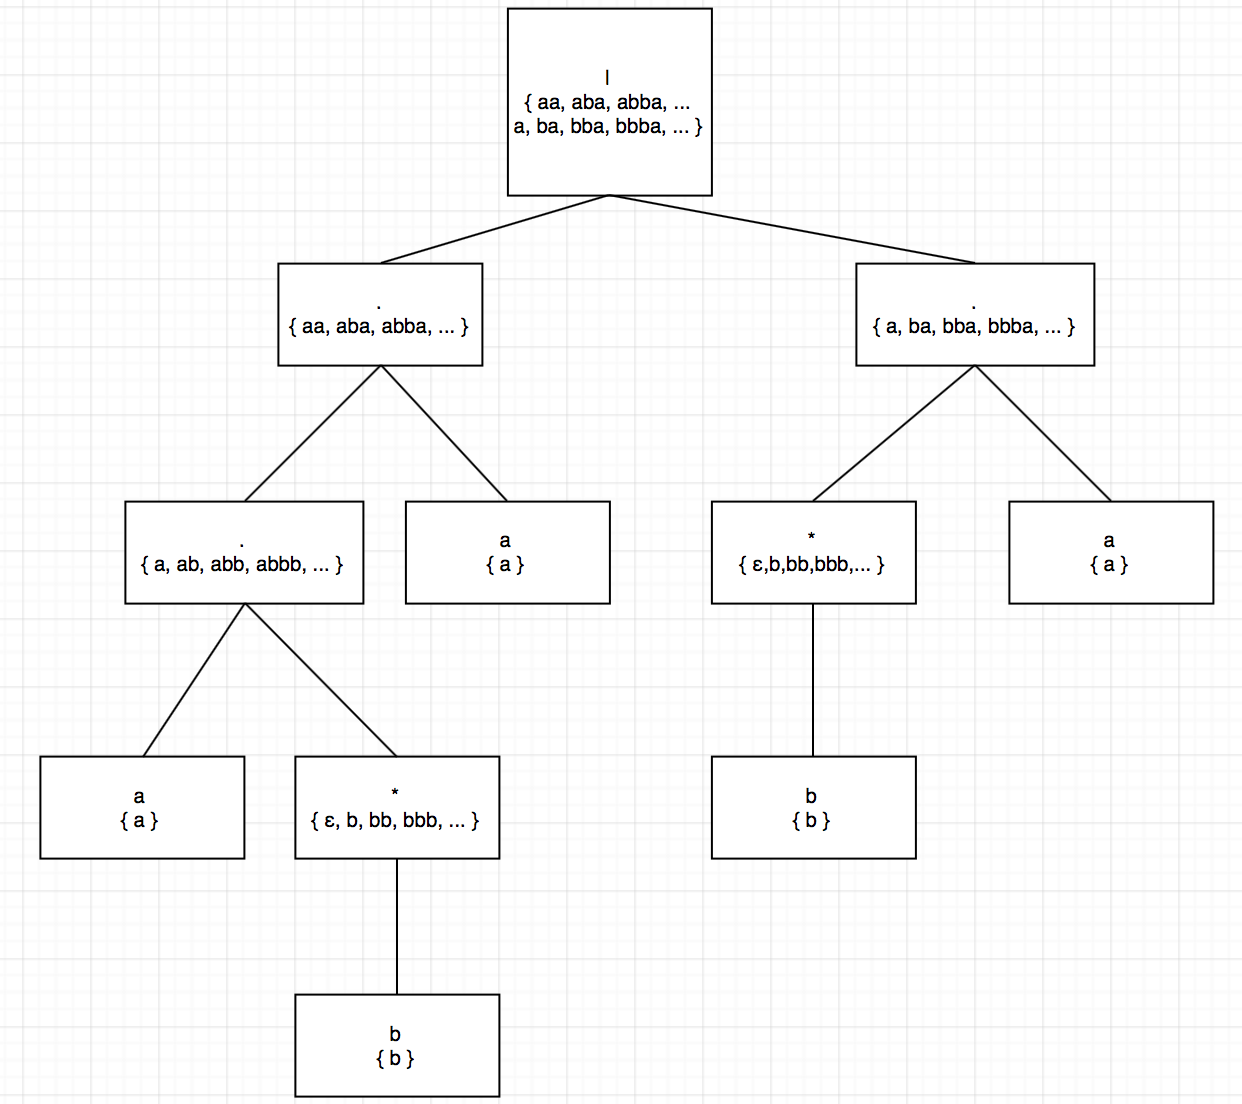 |
{ aa, aba, abba, ...
a, ba, bba, bbba, ... }
.
{ aa, aba, abba, ... }
.
{ a, ba, bba, bbba, ... }
.
{ a, ab, abb, abbb, ... }
a
{ a }
*
{ ε,b,bb,bbb,... }
a
{ a }
a
{ a }
*
{ ε, b, bb, bbb, ... }
b
{ b }
b
{ b }